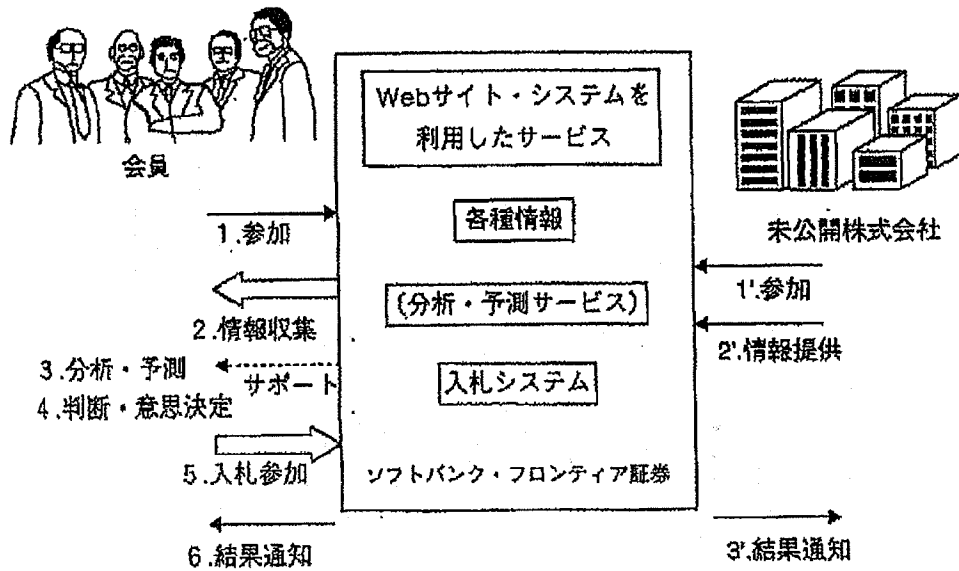 会員
1.参加
2.情報収集
3.分析・予測
サポート
4.判断・意思決定
5.入札参加
6.結果通知
Webサイト・システムを
利用したサービス
各種情報
(分析・予測サービス)
入札システム
ソフトバンク・フロンティア証券
未公開株式会社
1'.参加
2'.情報提供
3'.結果通知